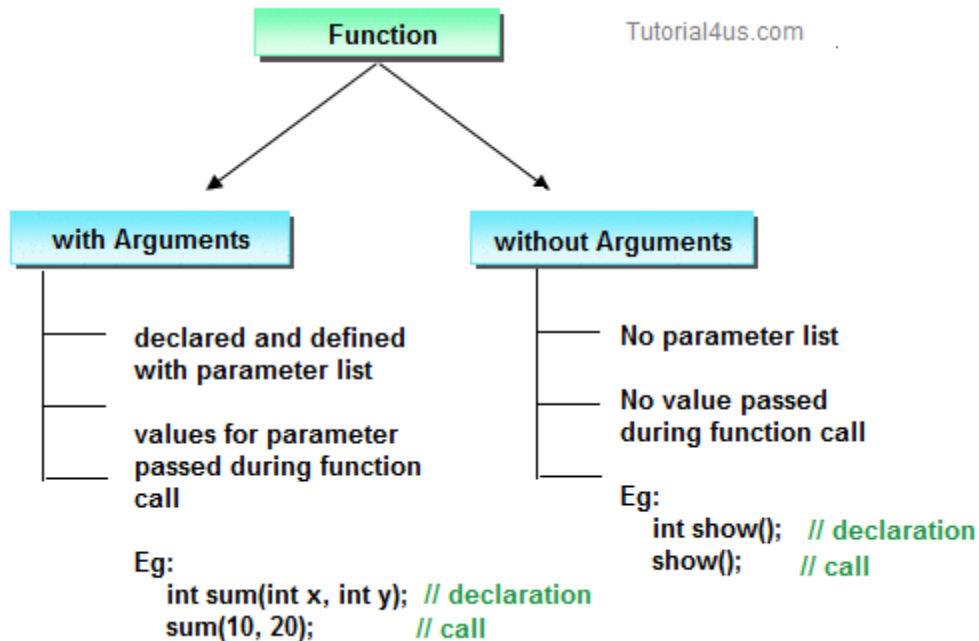 Function
Tutorial4us.com
with Arguments
declared and defined
with parameter list
values for parameter
passed during function
call
Eg:
int sum(int x, int y); // declaration
sum(10, 20); // call
without Arguments
No parameter list
No value passed
during function call
Eg:
int show(); // declaration
show(); // call